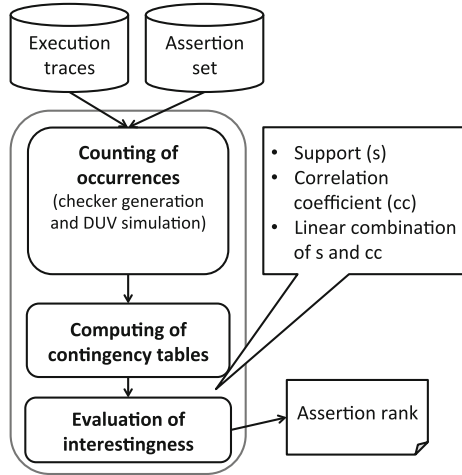 Execution
traces
Assertion
set
Counting of
occurrences
(checker generation
and DUV simulation)
• Support (s)
• Correlation
coefficient (cc)
• Linear combination
of s and cc
Computing of
contingency tables
Evaluation of
interestingness
Assertion rank